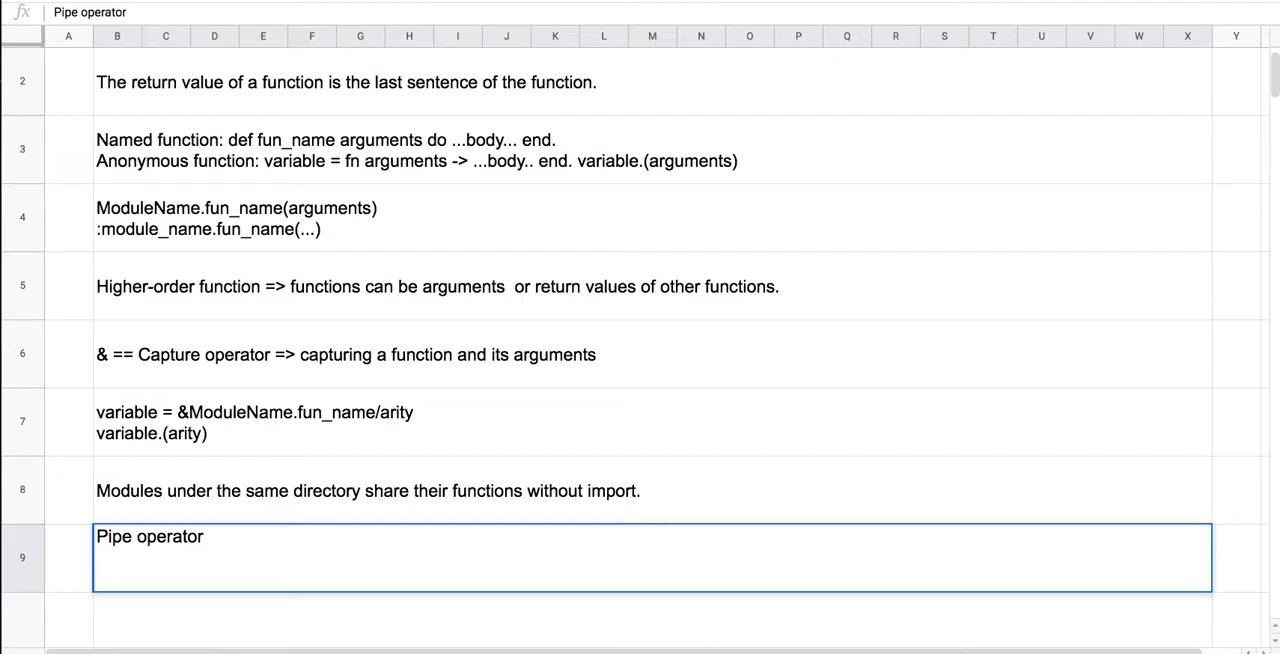 fx Pipe operator
A B C D E F G H I J K L M N O P Q R S T U V W X Y
2 The return value of a function is the last sentence of the function.
3 Named function: def fun_name arguments do ...body... end.
Anonymous function: variable = fn arguments -> ...body.. end. variable.(arguments)
4 ModuleName.fun_name(arguments)
:module_name.fun_name(...)
5 Higher-order function => functions can be arguments  or return values of other functions.
6 & == Capture operator => capturing a function and its arguments
7 variable = &ModuleName.fun_name/arity
variable.(arity)
8 Modules under the same directory share their functions without import.
9 Pipe operator